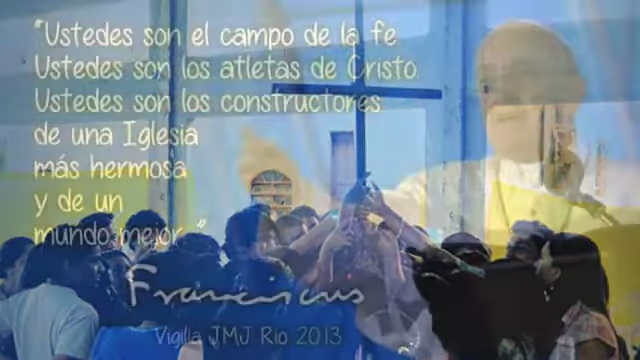 "Ustedes son el campo de la fe
Ustedes son los atletas de Cristo.
Ustedes son los constructores
de una Iglesia
más hermosa
y de un
mundo mejor."
Franciscus
Vigilia JMJ Rio 2013